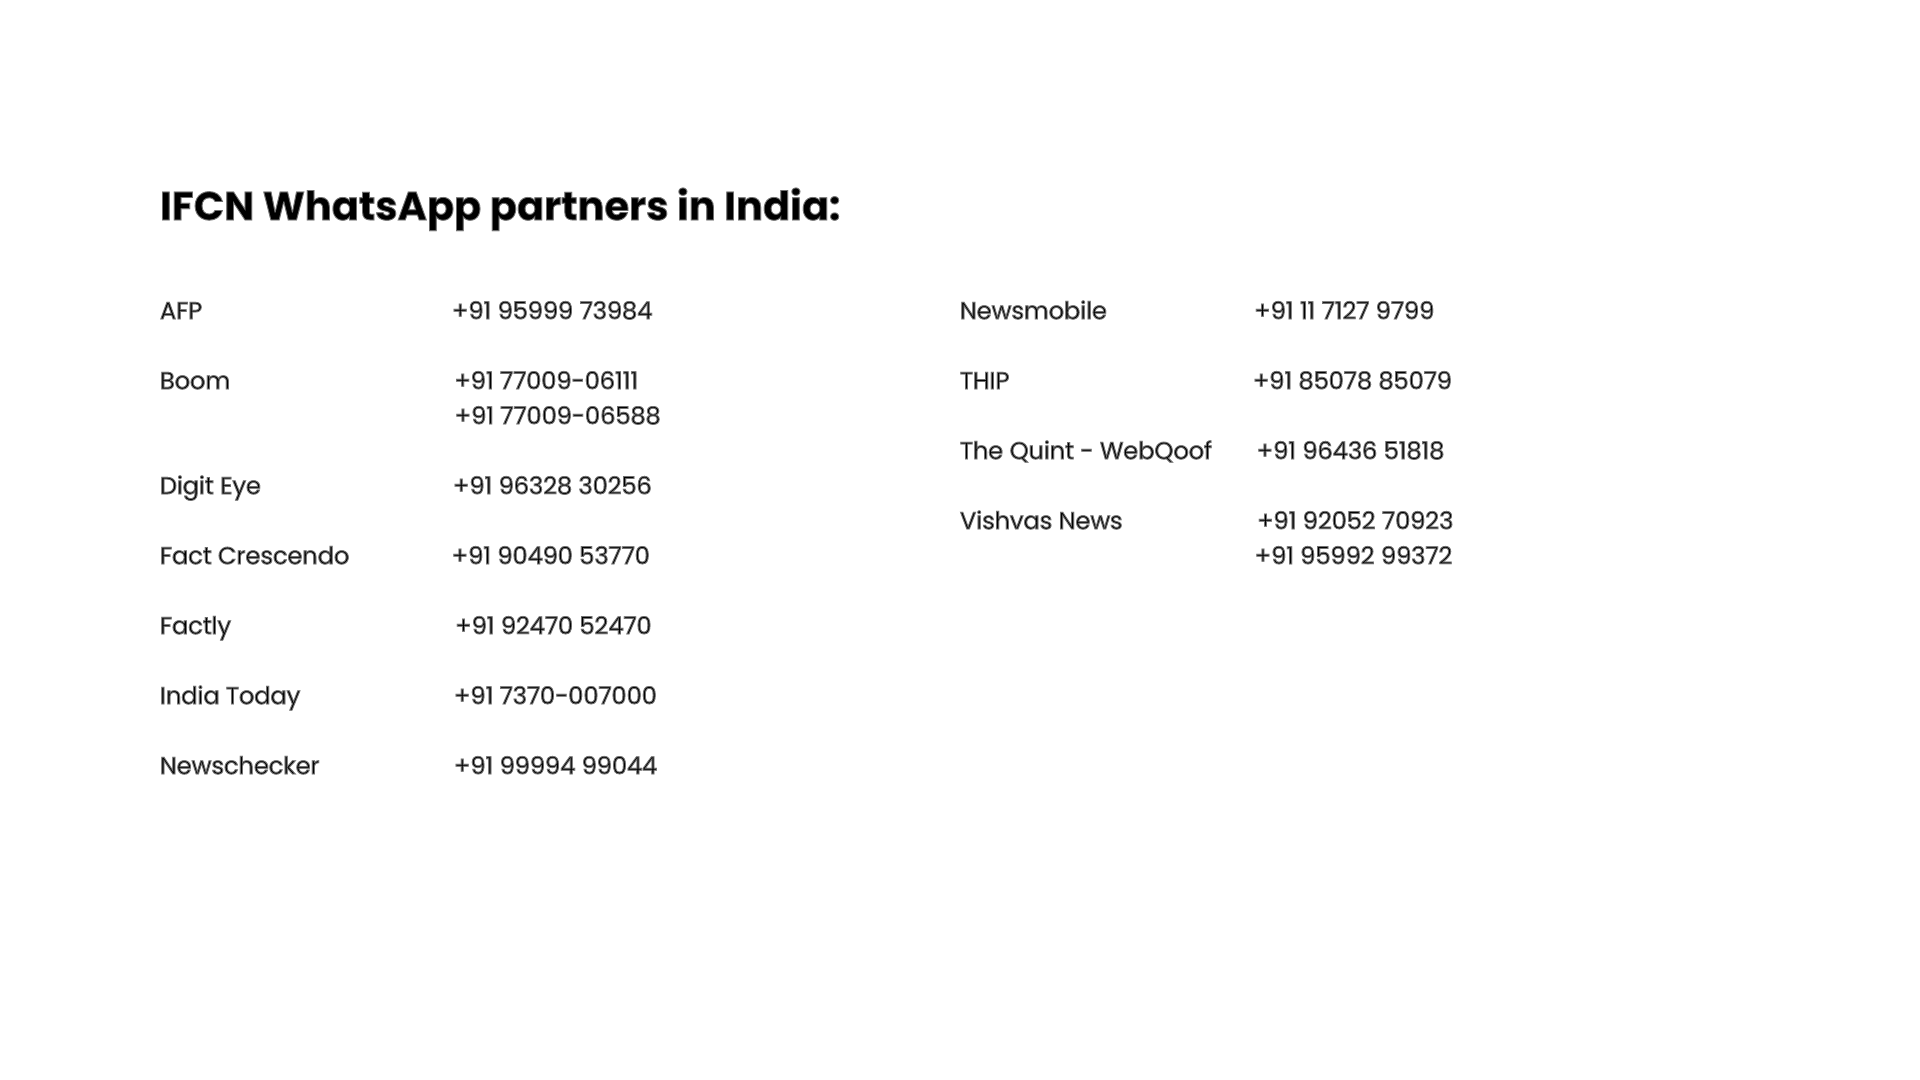 IFCN WhatsApp partners in India:
AFP +91 95999 73984
Boom +91 77009-06111
+91 77009-06588
Digit Eye +91 96328 30256
Fact Crescendo +91 90490 53770
Factly +91 92470 52470
India Today +91 7370-007000
Newschecker +91 99994 99044
Newsmobile +91 11 7127 9799
THIP +91 85078 85079
The Quint - WebQoof +91 96436 51818
Vishvas News +91 92052 70923
+91 95992 99372